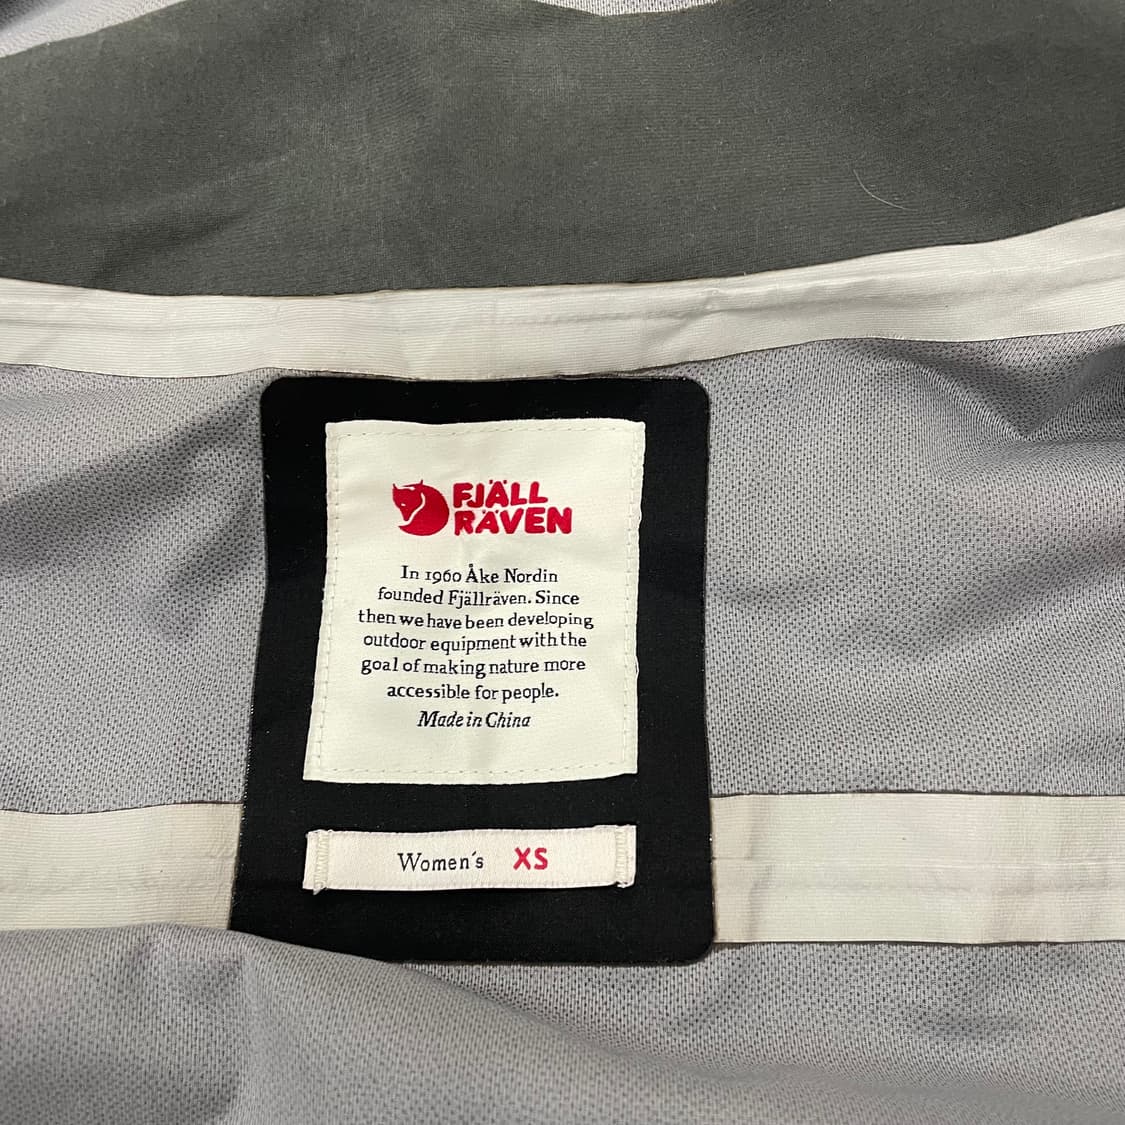 FJÄLL
RÄVEN
In 1960 Åke Nordin
founded Fjällräven. Since
then we have been developing
outdoor equipment with the
goal of making nature more
accessible for people.
Made in China
Women´s XS